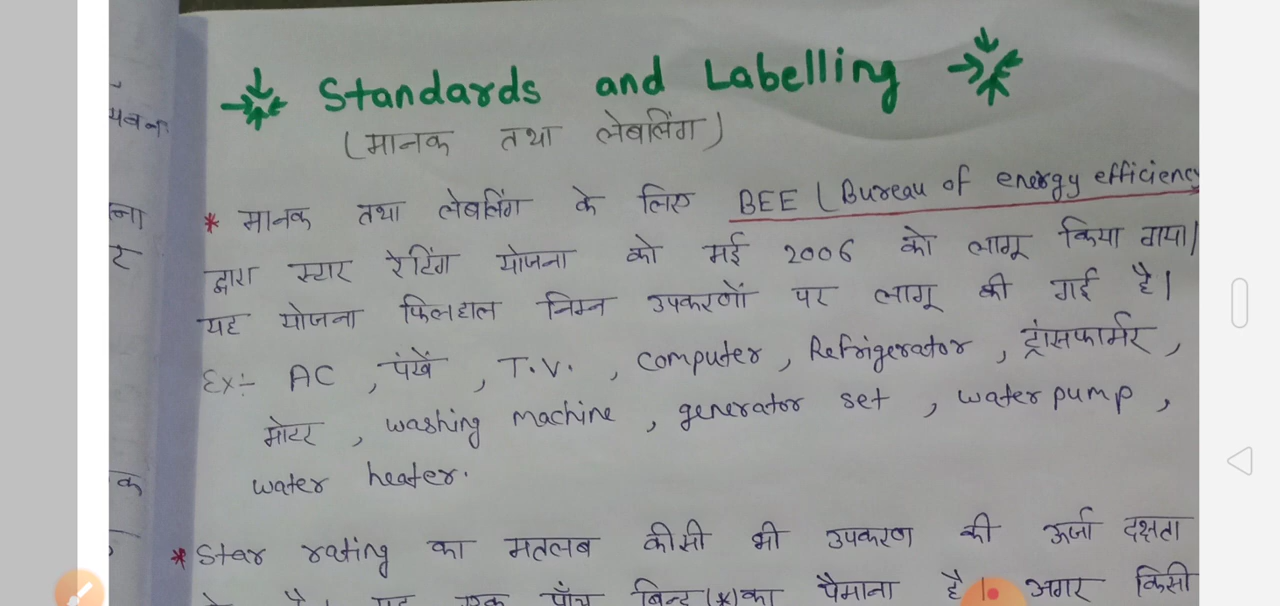 Standards and Labelling
(मानक तथा लेबलिंग)
* मानक तथा लेबलिंग के लिए BEE (Bureau of energy efficiency
द्वारा स्टार रेटिंग योजना को मई 2006 को लागू किया गया।
यह योजना फिलहाल निम्न उपकरणों पर लागू की गई है।
Ex:- AC, पंखें, T.V., Computer, Refrigerator, ट्रांसफार्मर,
मोटर, washing machine, generator set, water pump,
water heater.
* Star rating का मतलब कीसी भी उपकरण की ऊर्जा दक्षता
पाँच बिन्दु (*) का पैमाना है। अगर किसी